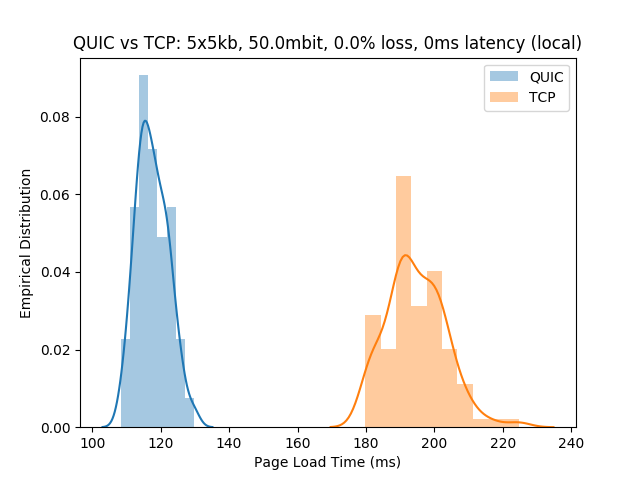 QUIC vs TCP: 5x5kb, 50.0mbit, 0.0% loss, 0ms latency (local)
QUIC
TCP
Empirical Distribution
0.08
0.06
0.04
0.02
0.00
100 120 140 160 180 200 220 240
Page Load Time (ms)